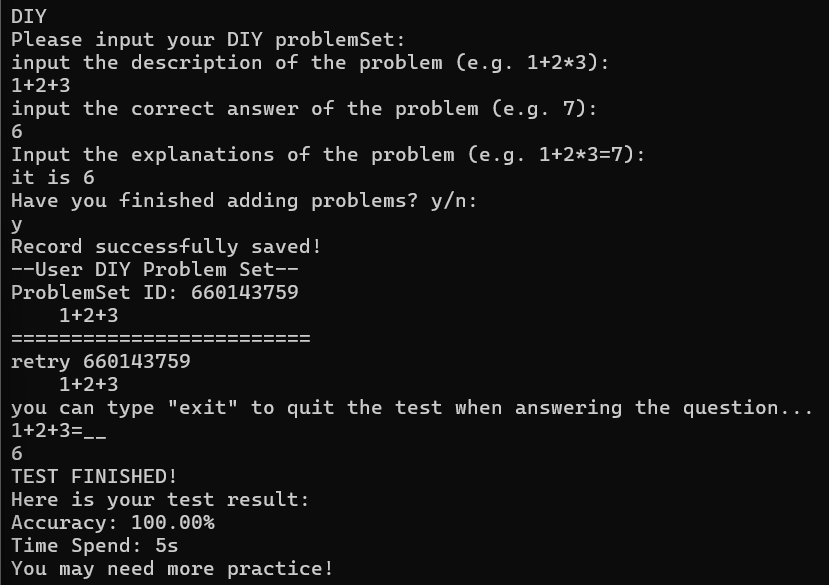 DIY
Please input your DIY problemSet:
input the description of the problem (e.g. 1+2*3):
1+2+3
input the correct answer of the problem (e.g. 7):
6
Input the explanations of the problem (e.g. 1+2*3=7):
it is 6
Have you finished adding problems? y/n:
y
Record successfully saved!
--User DIY Problem Set--
ProblemSet ID: 660143759
    1+2+3
=========================
retry 660143759
    1+2+3
you can type "exit" to quit the test when answering the question...
1+2+3=__
6
TEST FINISHED!
Here is your test result:
Accuracy: 100.00%
Time Spend: 5s
You may need more practice!